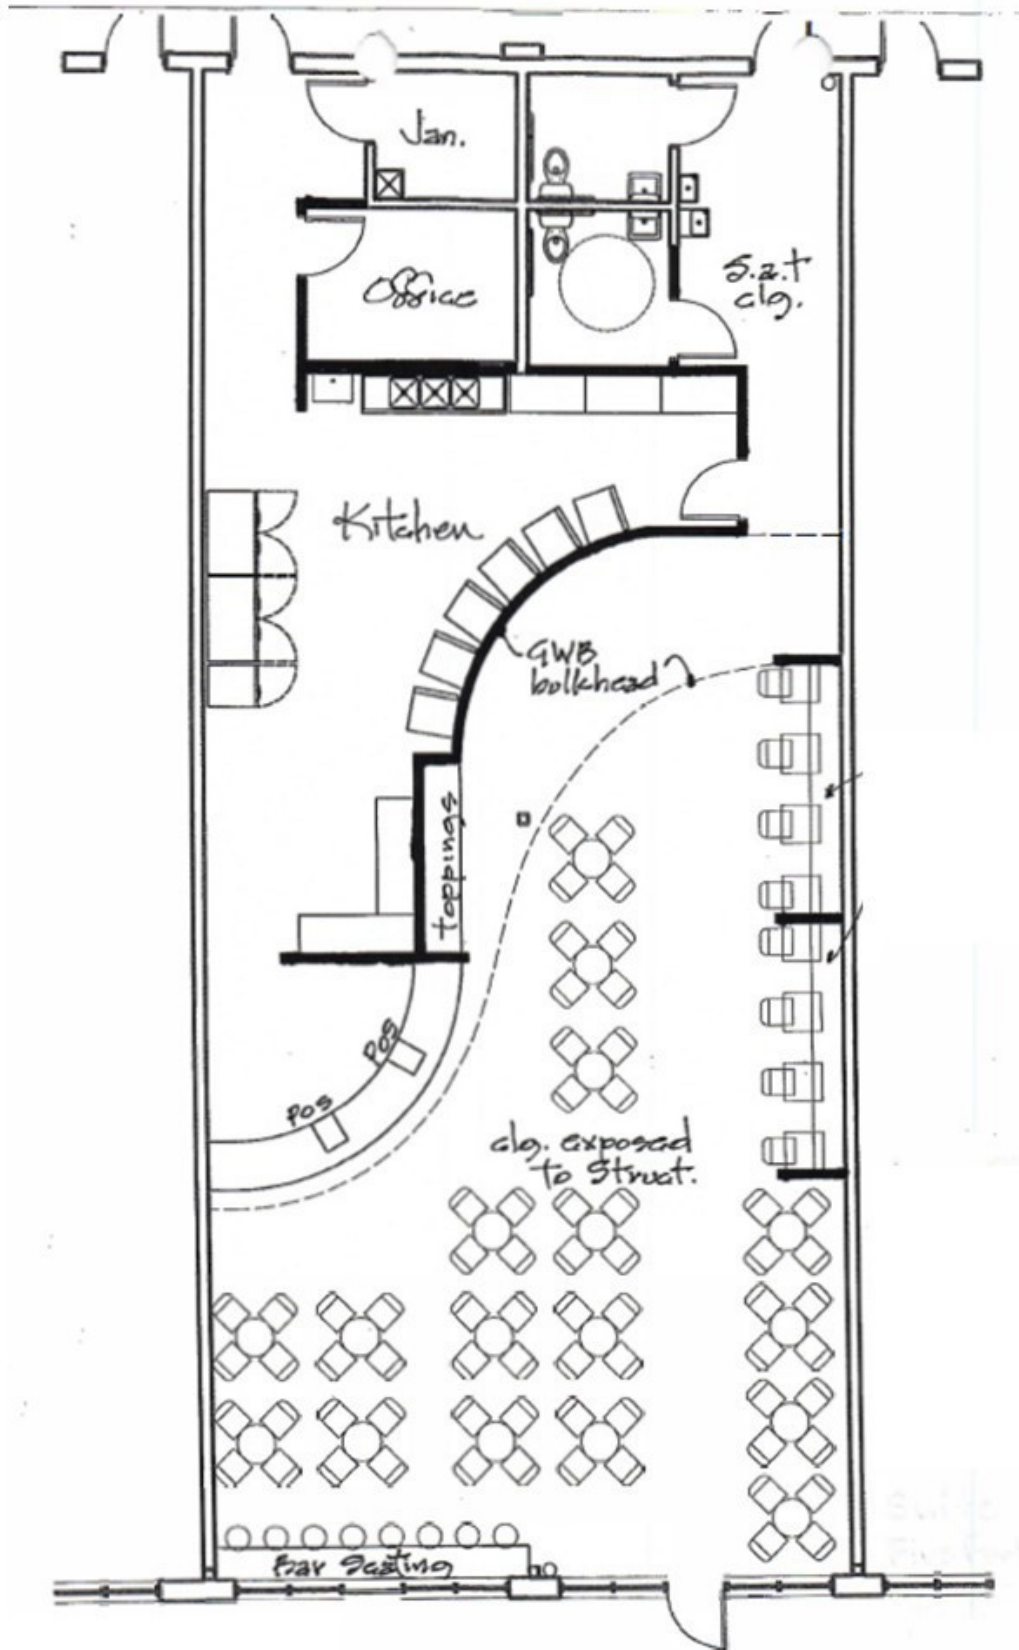 Jan.
Office
S.a.t
clg.
Kitchen
GWB
bulkhead
toppings
POS
POS
clg. exposed
to Struct.
Bar Seating